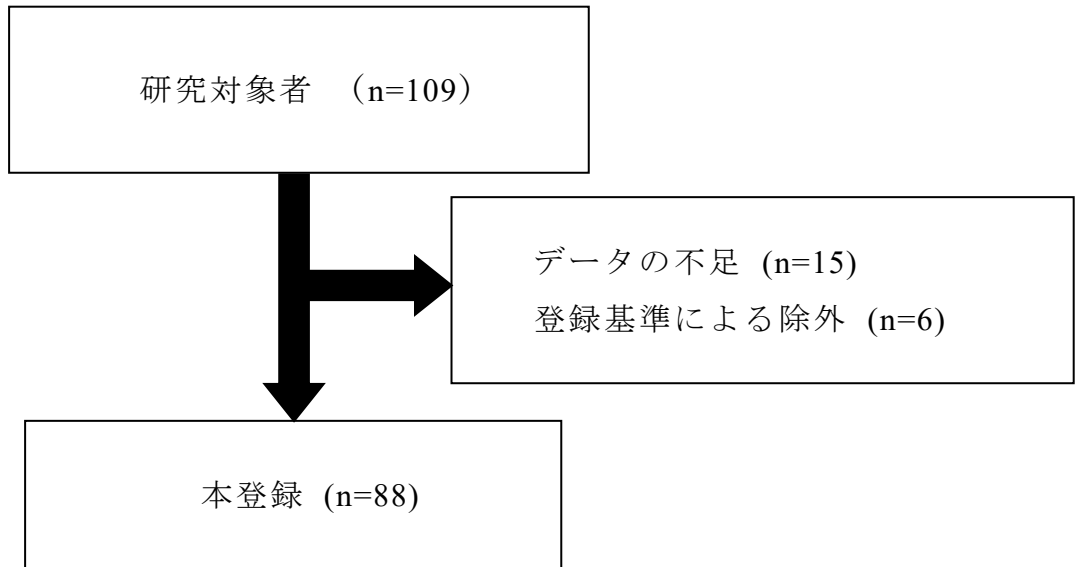 研究対象者 （n=109）
データの不足 (n=15)
登録基準による除外 (n=6)
本登録 (n=88)